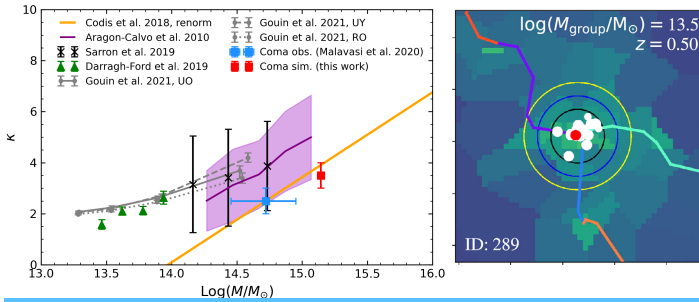 Codis et al. 2018, renorm
Aragon-Calvo et al. 2010
Sarron et al. 2019
Darragh-Ford et al. 2019
Gouin et al. 2021, UO
Gouin et al. 2021, UY
Gouin et al. 2021, RO
Coma obs. (Malavasi et al. 2020)
Coma sim. (this work)
10
8
6
4
2
0
κ
13.0 13.5 14.0 14.5 15.0 15.5 16.0
Log(M/M⊙)
log(Mgroup/M⊙) = 13.5
z = 0.50
ID: 289